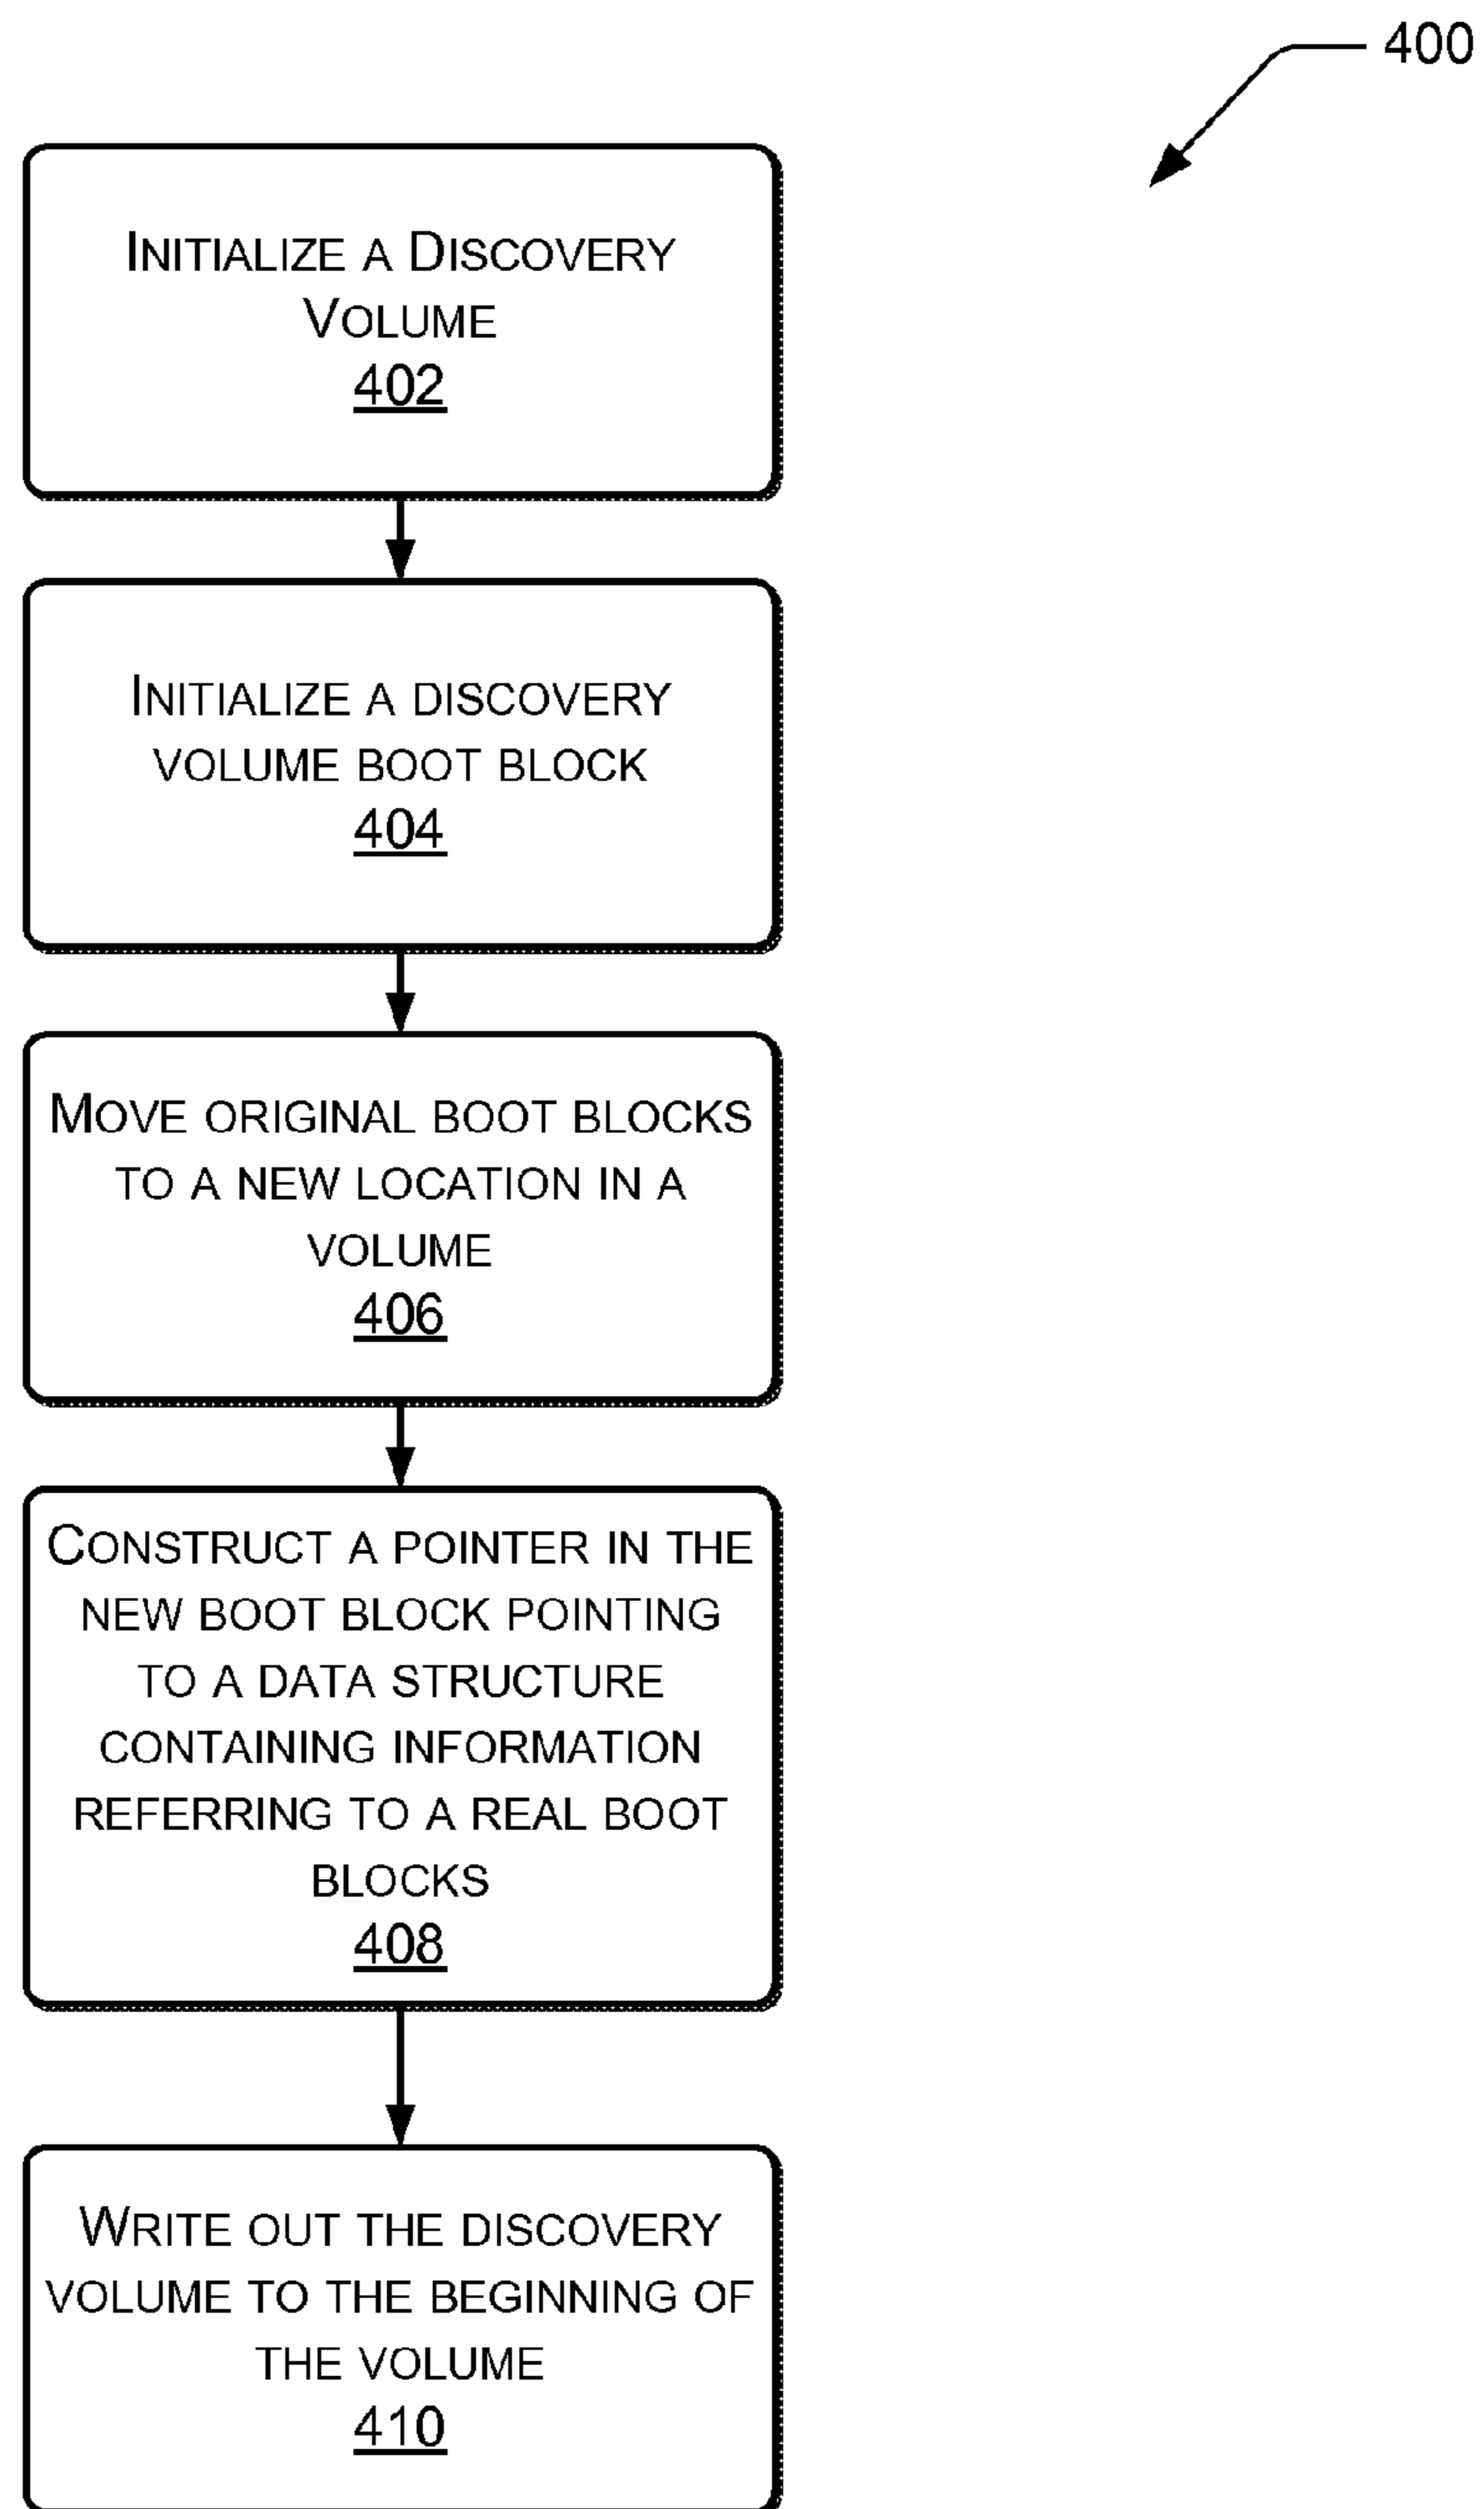 400
INITIALIZE A DISCOVERY
VOLUME
402
INITIALIZE A DISCOVERY
VOLUME BOOT BLOCK
404
MOVE ORIGINAL BOOT BLOCKS
TO A NEW LOCATION IN A
VOLUME
406
CONSTRUCT A POINTER IN THE
NEW BOOT BLOCK POINTING
TO A DATA STRUCTURE
CONTAINING INFORMATION
REFERRING TO A REAL BOOT
BLOCKS
408
WRITE OUT THE DISCOVERY
VOLUME TO THE BEGINNING OF
THE VOLUME
410